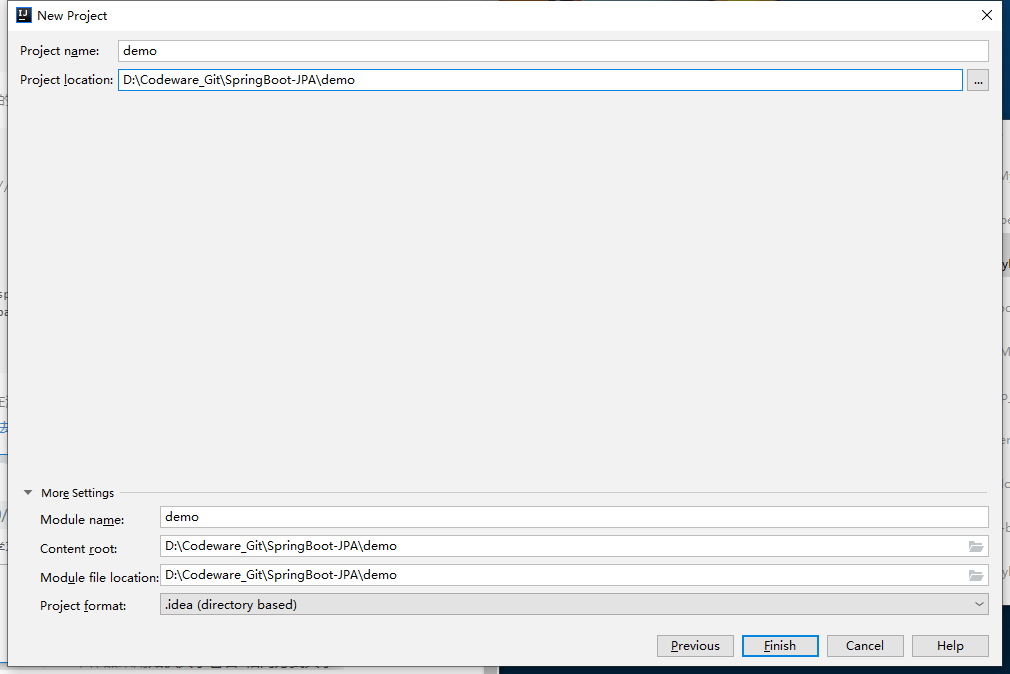 New Project
Project name: demo
Project location: D:\Codeware_Git\SpringBoot-JPA\demo ...
More Settings
Module name: demo
Content root: D:\Codeware_Git\SpringBoot-JPA\demo
Module file location: D:\Codeware_Git\SpringBoot-JPA\demo
Project format: .idea (directory based)
Previous Finish Cancel Help